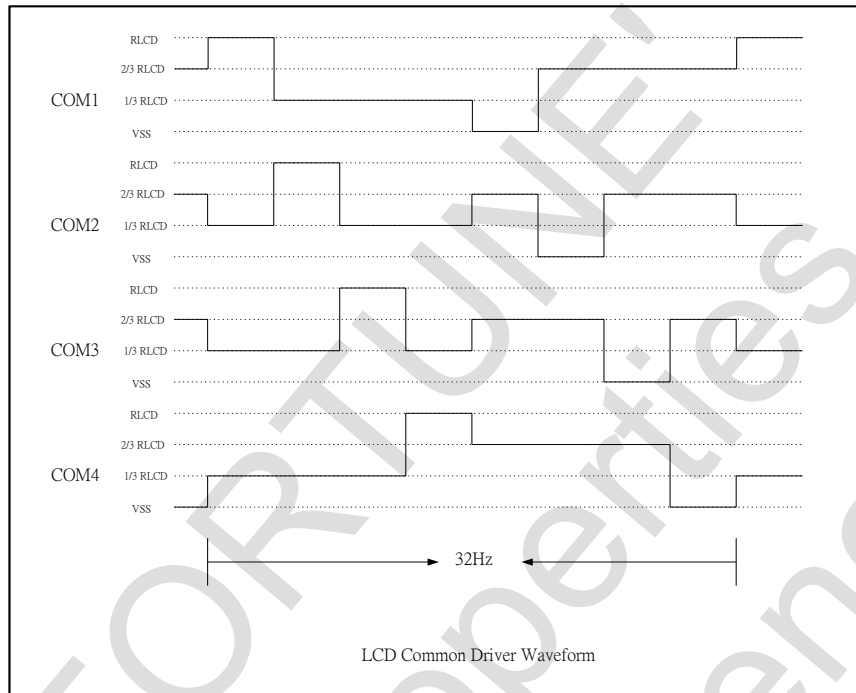 RLCD
2/3 RLCD
COM1
1/3 RLCD
VSS
RLCD
2/3 RLCD
COM2
1/3 RLCD
VSS
RLCD
2/3 RLCD
COM3
1/3 RLCD
VSS
RLCD
2/3 RLCD
COM4
1/3 RLCD
VSS
32Hz
LCD Common Driver Waveform
FORTUNE'
operties